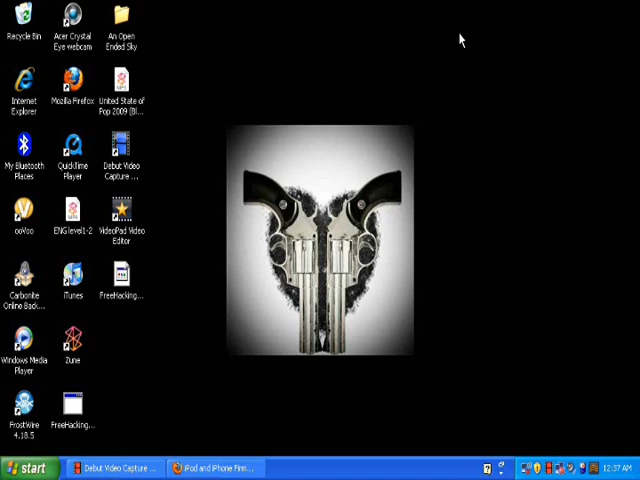 Recycle Bin
Acer Crystal
Eye webcam
An Open
Ended Sky
Internet
Explorer
Mozilla Firefox
United State of
Pop 2009 (Bl...
My Bluetooth
Places
QuickTime
Player
Debut Video
Capture ...
ooVoo
ENG level1-2
VideoPad Video
Editor
Carbonite
Online Back...
iTunes
FreeHacking...
Windows Media
Player
Zune
FrostWire
4.18.5
FreeHacking...
start
Debut Video Capture ...
iPod and iPhone Firm...
12:37 AM